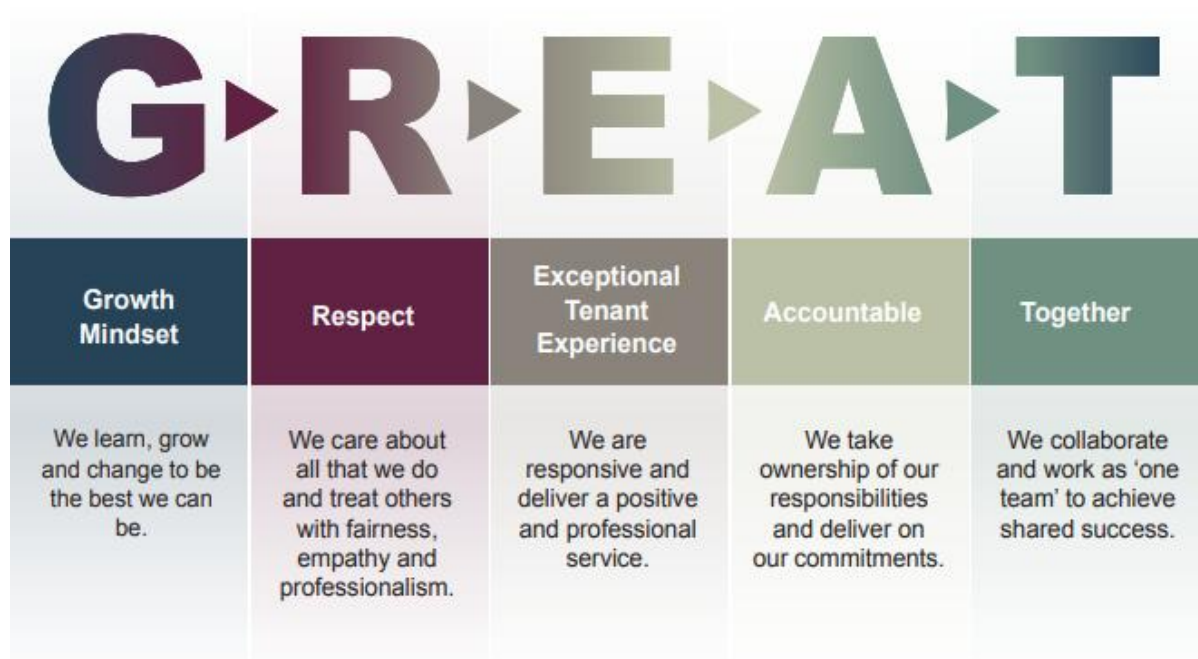 G R E A T
Growth
Mindset
Respect
Exceptional
Tenant
Experience
Accountable
Together
We learn, grow
and change to be
the best we can
be.
We care about
all that we do
and treat others
with fairness,
empathy and
professionalism.
We are
responsive and
deliver a positive
and professional
service.
We take
ownership of our
responsibilities
and deliver on
our commitments.
We collaborate
and work as ‘one
team’ to achieve
shared success.